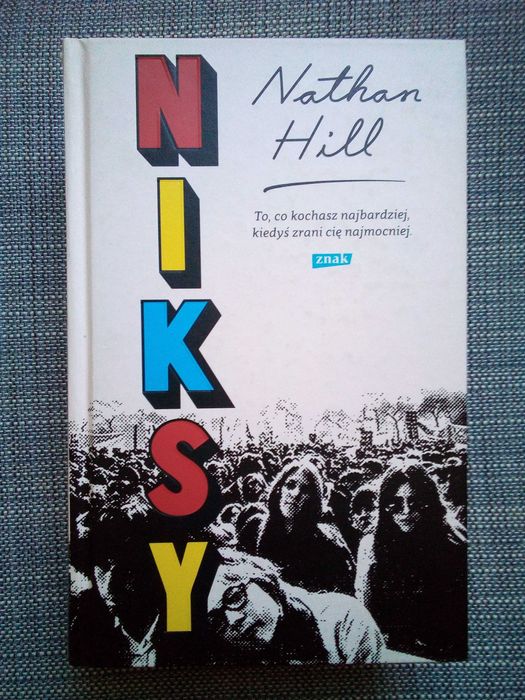 NIKSY
Nathan
Hill
To, co kochasz najbardziej,
kiedyś zrani cię najmocniej.
znak